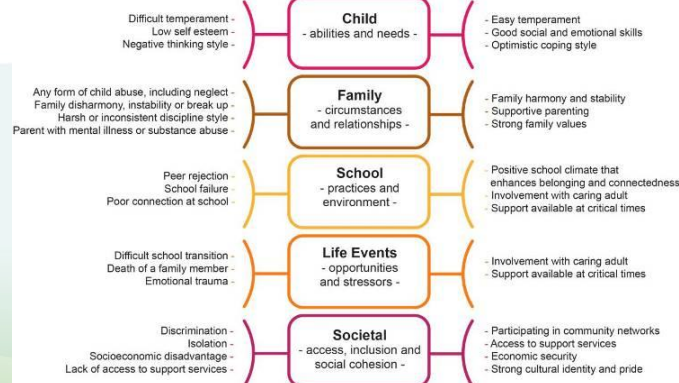 Difficult temperament -
Low self esteem -
Negative thinking style -
Child
- abilities and needs -
- Easy temperament
- Good social and emotional skills
- Optimistic coping style
Any form of child abuse, including neglect -
Family disharmony, instability or break up -
Harsh or inconsistent discipline style -
Parent with mental illness or substance abuse -
Family
- circumstances
and relationships -
- Family harmony and stability
- Supportive parenting
- Strong family values
Peer rejection -
School failure -
Poor connection at school -
School
- practices and
environment -
- Positive school climate that
enhances belonging and connectedness
- Involvement with caring adult
- Support available at critical times
Difficult school transition -
Death of a family member -
Emotional trauma -
Life Events
- opportunities
and stressors -
- Involvement with caring adult
- Support available at critical times
Discrimination -
Isolation -
Socioeconomic disadvantage -
Lack of access to support services -
Societal
- access, inclusion and
social cohesion -
- Participating in community networks
- Access to support services
- Economic security
- Strong cultural identity and pride